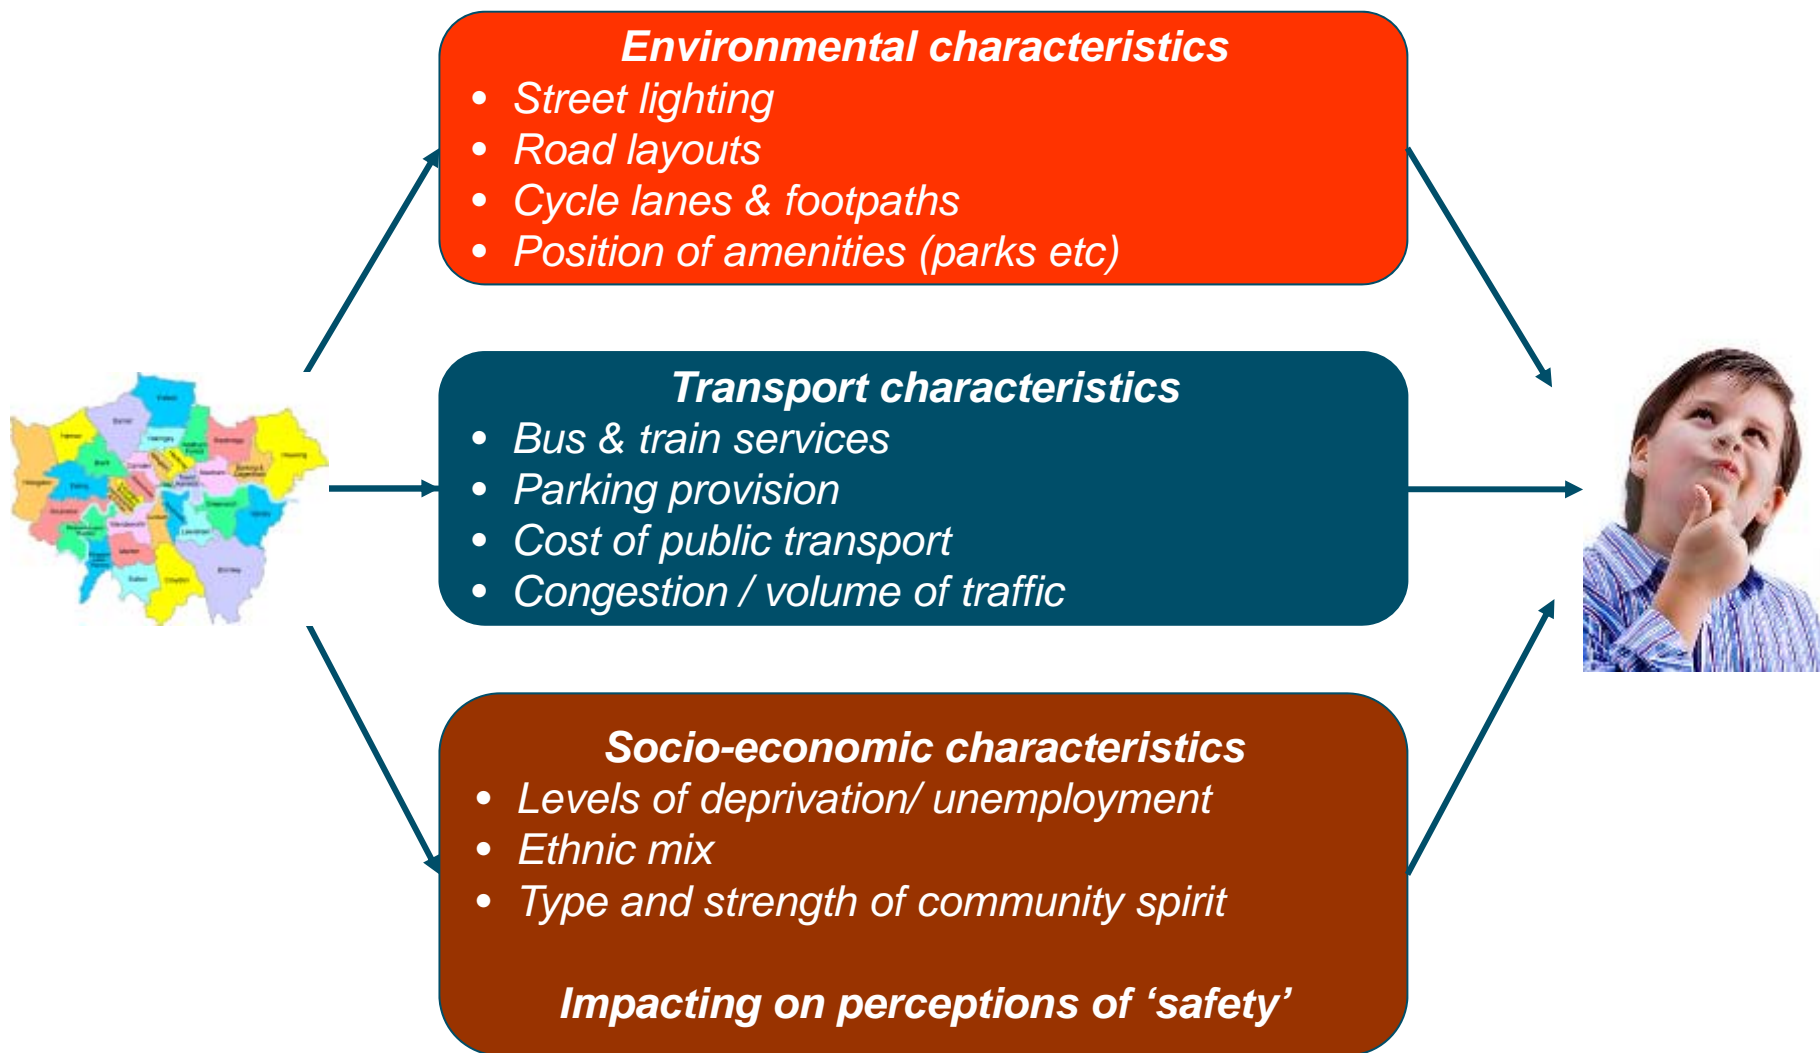 Environmental characteristics
• Street lighting
• Road layouts
• Cycle lanes & footpaths
• Position of amenities (parks etc)
Transport characteristics
• Bus & train services
• Parking provision
• Cost of public transport
• Congestion / volume of traffic
Socio-economic characteristics
• Levels of deprivation/ unemployment
• Ethnic mix
• Type and strength of community spirit
Impacting on perceptions of ‘safety’